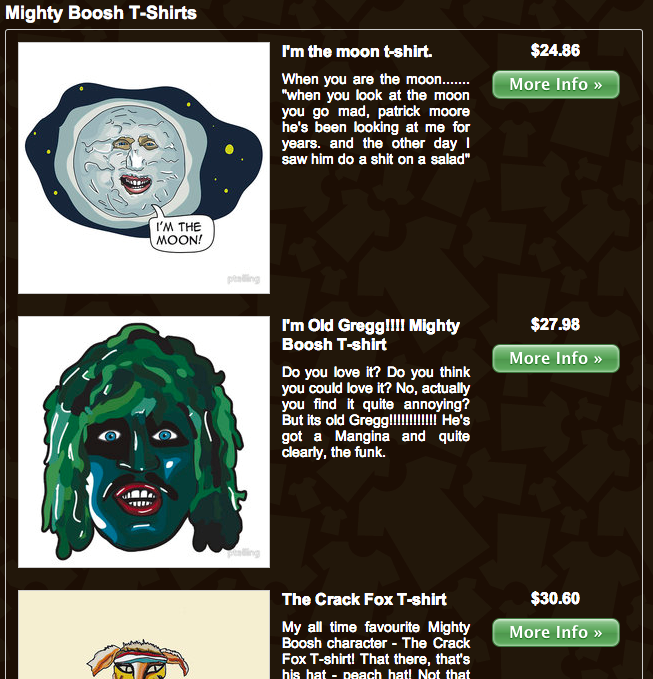 Mighty Boosh T-Shirts
I'm the moon t-shirt.
$24.86
When you are the moon.......
"when you look at the moon
you go mad, patrick moore
he's been looking at me for
years. and the other day I
saw him do a shit on a salad"
More Info »
I'M THE
MOON!
ptelling
I'm Old Gregg!!!! Mighty
Boosh T-shirt
$27.98
Do you love it? Do you think
you could love it? No, actually
you find it quite annoying?
But its old Gregg!!!!!!!!!!!! He's
got a Mangina and quite
clearly, the funk.
More Info »
ptelling
The Crack Fox T-shirt
$30.60
My all time favourite Mighty
Boosh character - The Crack
Fox T-shirt! That there, that's
his hat - peach hat! Not that
More Info »